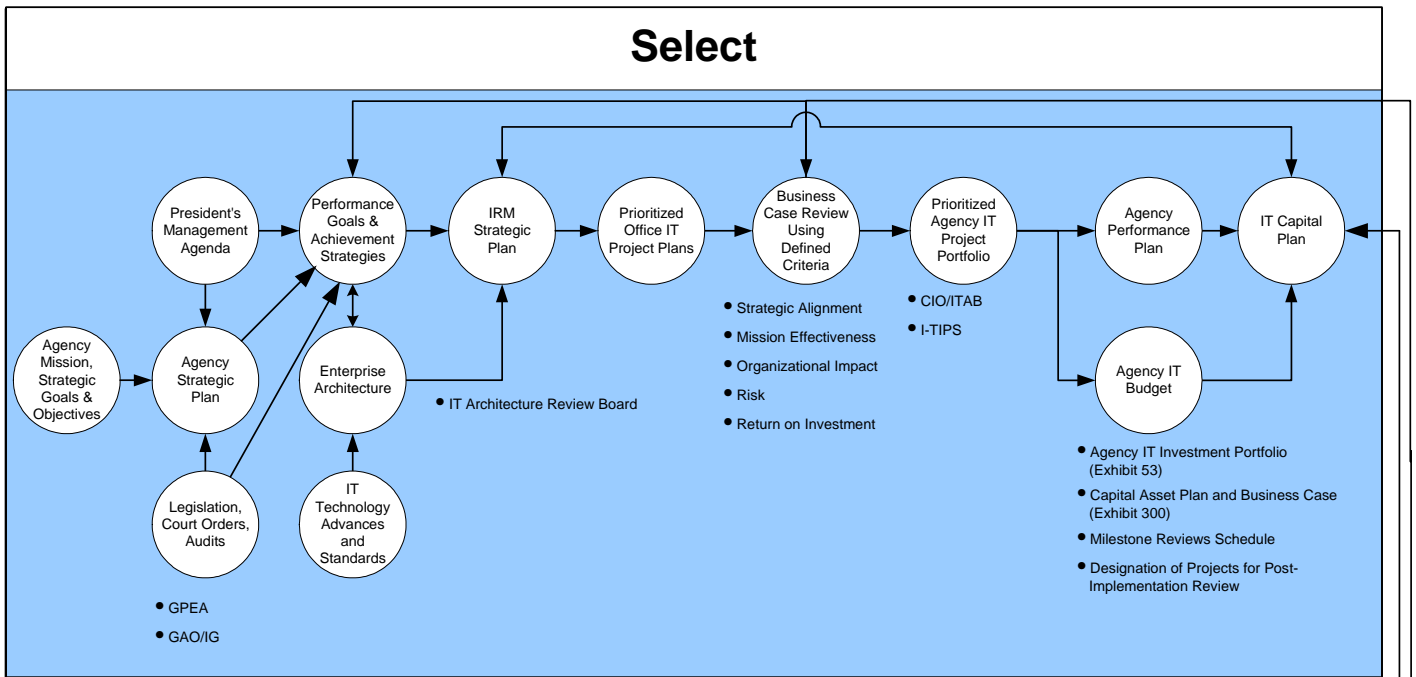 Select
President's
Management
Agenda
Performance
Goals &
Achievement
Strategies
IRM
Strategic
Plan
Prioritized
Office IT
Project Plans
Business
Case Review
Using
Defined
Criteria
Prioritized
Agency IT
Project
Portfolio
Agency
Performance
Plan
IT Capital
Plan
• Strategic Alignment
• Mission Effectiveness
• Organizational Impact
• Risk
• Return on Investment
• CIO/ITAB
• I-TIPS
Agency
Mission,
Strategic
Goals &
Objectives
Agency
Strategic
Plan
Enterprise
Architecture
• IT Architecture Review Board
Agency IT
Budget
• Agency IT Investment Portfolio
(Exhibit 53)
• Capital Asset Plan and Business Case
(Exhibit 300)
• Milestone Reviews Schedule
• Designation of Projects for Post-
Implementation Review
Legislation,
Court Orders,
Audits
IT
Technology
Advances
and
Standards
• GPEA
• GAO/IG